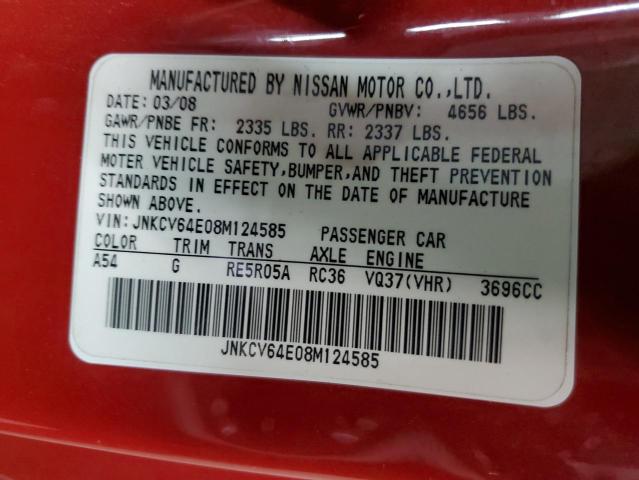 MANUFACTURED BY NISSAN MOTOR CO.,LTD.
DATE: 03/08 GVWR/PNBV: 4656 LBS.
GAWR/PNBE FR: 2335 LBS. RR: 2337 LBS.
THIS VEHICLE CONFORMS TO ALL APPLICABLE FEDERAL
MOTER VEHICLE SAFETY,BUMPER,AND THEFT PREVENTION
STANDARDS IN EFFECT ON THE DATE OF MANUFACTURE
SHOWN ABOVE.
VIN:JNKCV64E08M124585 PASSENGER CAR
COLOR TRIM TRANS AXLE ENGINE
A54 G RE5R05A RC36 VQ37(VHR) 3696CC
JNKCV64E08M124585